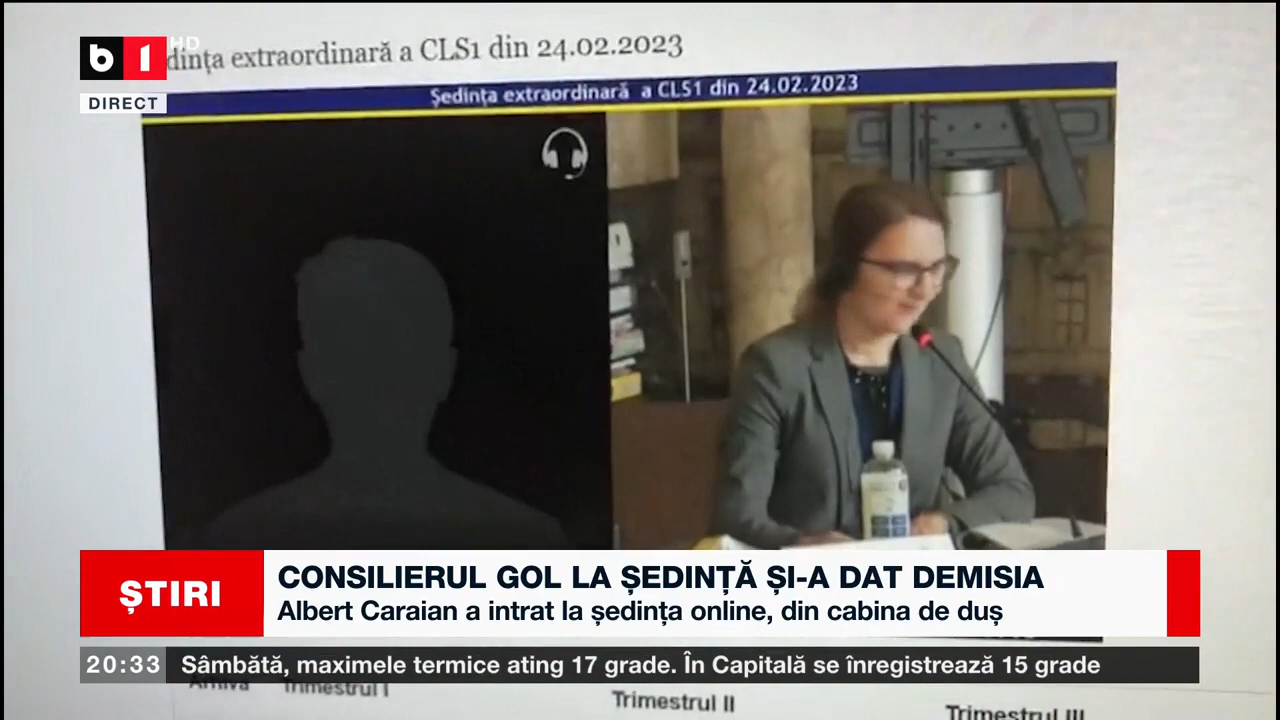 b1 HD
dința extraordinară a CLS1 din 24.02.2023
DIRECT
Ședința extraordinară a CLS1 din 24.02.2023
ȘTIRI
CONSILIERUL GOL LA ȘEDINȚĂ ȘI-A DAT DEMISIA
Albert Caraian a intrat la ședința online, din cabina de duș
20:33 Sâmbătă, maximele termice ating 17 grade. În Capitală se înregistrează 15 grade
Arhiva Trimestrul I Trimestrul II Trimestrul III